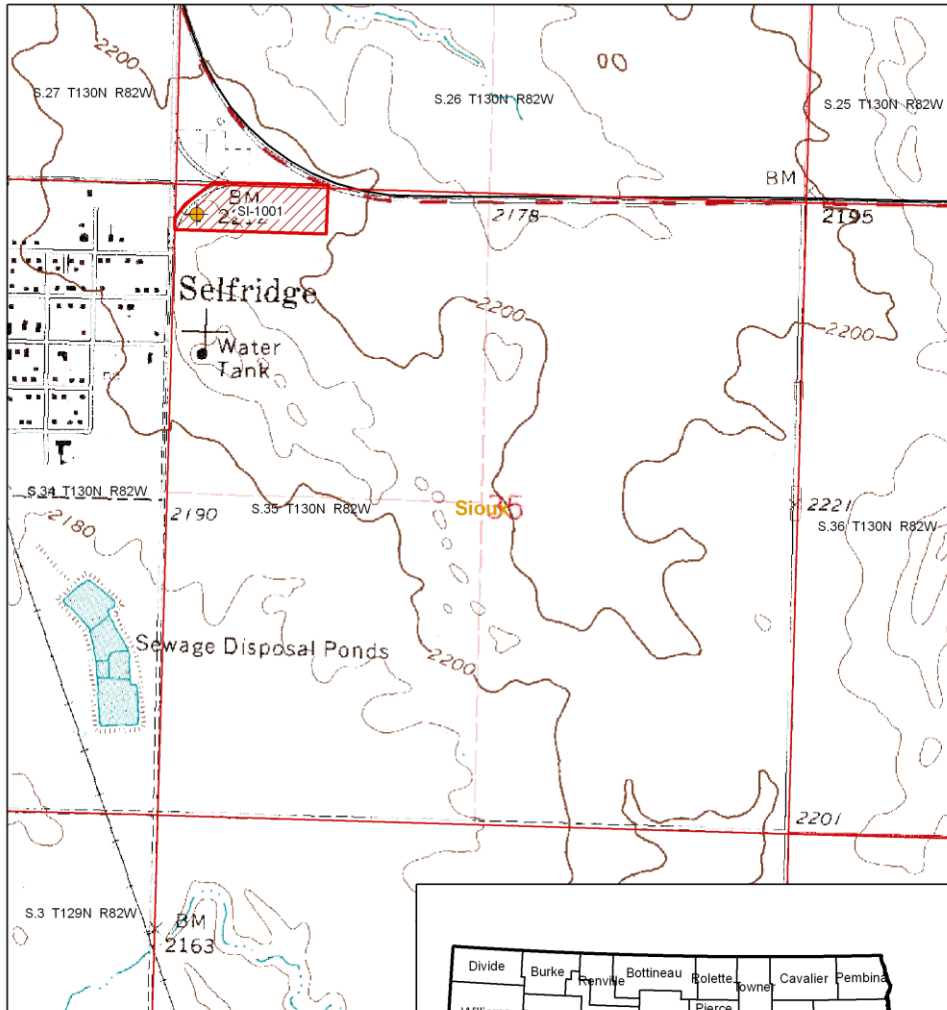 2200
S.27 T130N R82W
S.26 T130N R82W
S.25 T130N R82W
BM
BM
SI-1001
2178
2195
Selfridge
2200
2200
Water
Tank
S.34 T130N R82W
2190
S.35 T130N R82W
Sioux
35
2221
2180
S.36 T130N R82W
Sewage Disposal Ponds
2200
2201
S.3 T129N R82W
BM
2163
Divide
Burke
Renville
Bottineau
Rolette
Towner
Cavalier
Pembina
Pierce